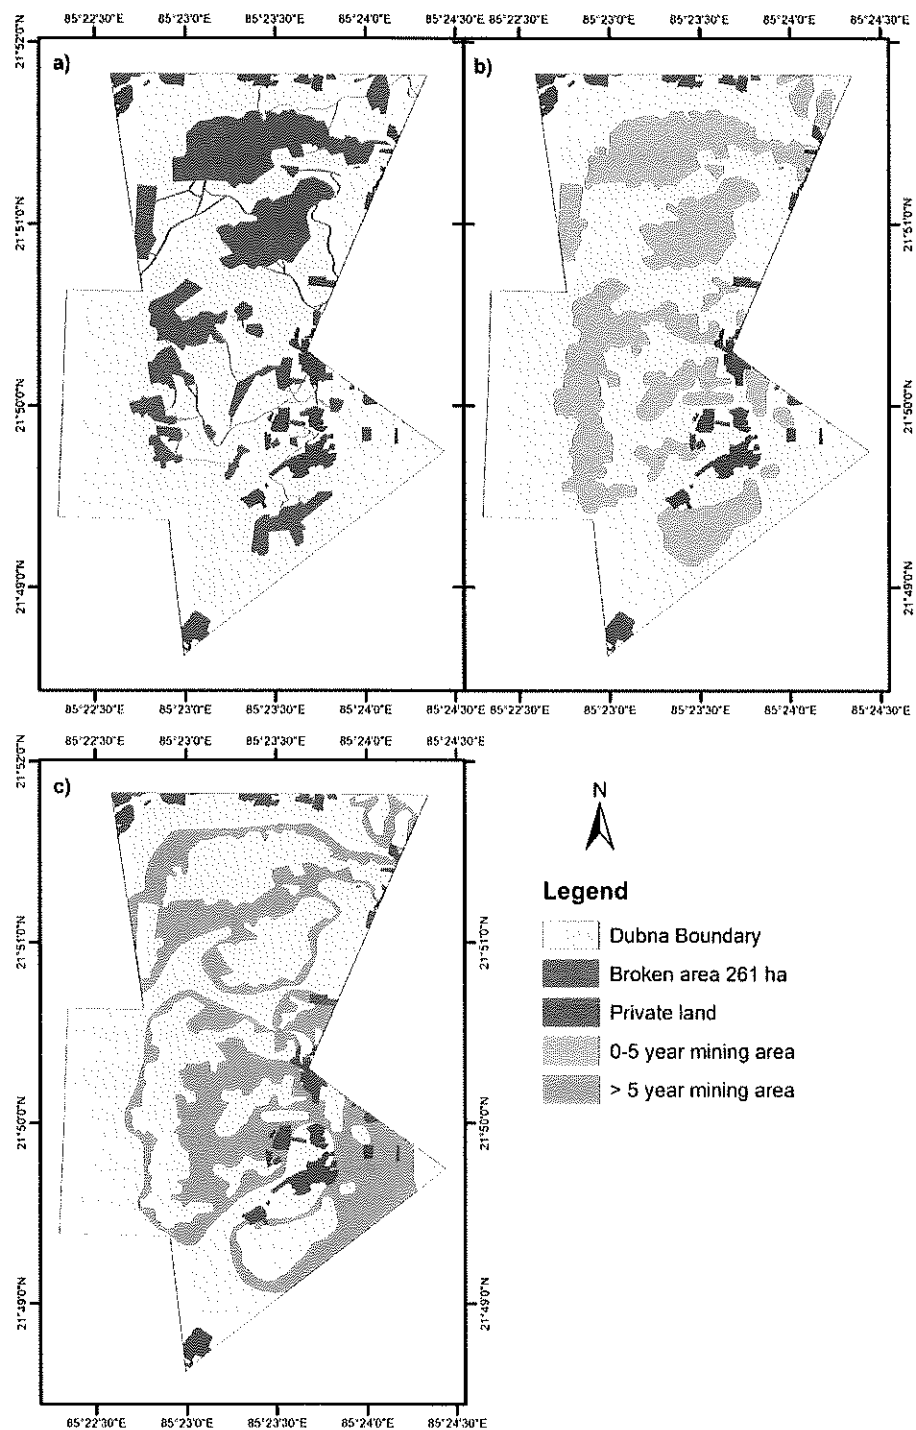 85°22'30"E 85°23'0"E 85°23'30"E 85°24'0"E 85°24'30"E
85°22'30"E 85°23'0"E 85°23'30"E 85°24'0"E 85°24'30"E
a)
b)
21°52'0"N
21°51'0"N
21°50'0"N
21°49'0"N
21°52'0"N
21°51'0"N
21°50'0"N
21°49'0"N
85°22'30"E 85°23'0"E 85°23'30"E 85°24'0"E 85°24'30"E
85°22'30"E 85°23'0"E 85°23'30"E 85°24'0"E 85°24'30"E
85°22'30"E 85°23'0"E 85°23'30"E 85°24'0"E 85°24'30"E
c)
21°52'0"N
21°51'0"N
21°50'0"N
21°49'0"N
21°51'0"N
21°50'0"N
21°49'0"N
85°22'30"E 85°23'0"E 85°23'30"E 85°24'0"E 85°24'30"E
N
Legend
Dubna Boundary
Broken area 261 ha
Private land
0-5 year mining area
> 5 year mining area